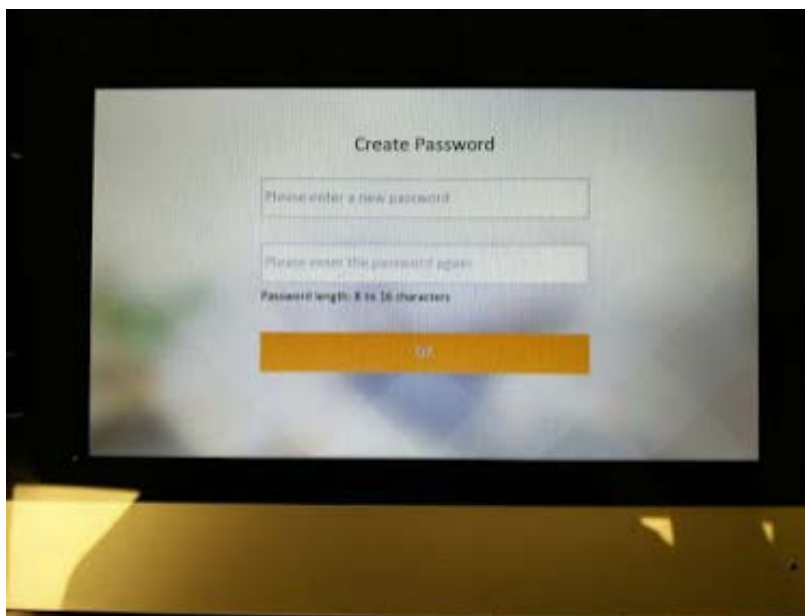 Create Password
Please enter a new password
Please enter the password again
Password length: 8 to 16 characters
OK